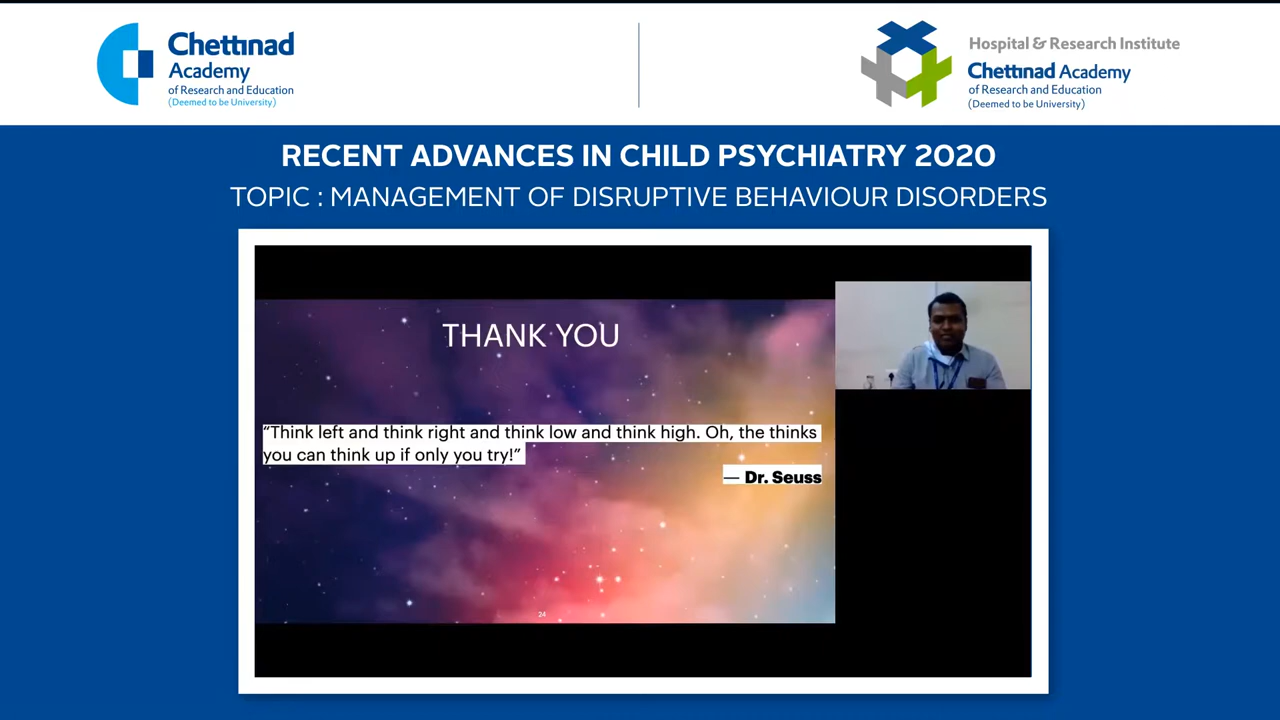 Chettinad
Academy
of Research and Education
(Deemed to be University)
Hospital & Research Institute
Chettinad Academy
of Research and Education
(Deemed to be University)
RECENT ADVANCES IN CHILD PSYCHIATRY 2020
TOPIC : MANAGEMENT OF DISRUPTIVE BEHAVIOUR DISORDERS
THANK YOU
“Think left and think right and think low and think high. Oh, the thinks
you can think up if only you try!”
— Dr. Seuss
24